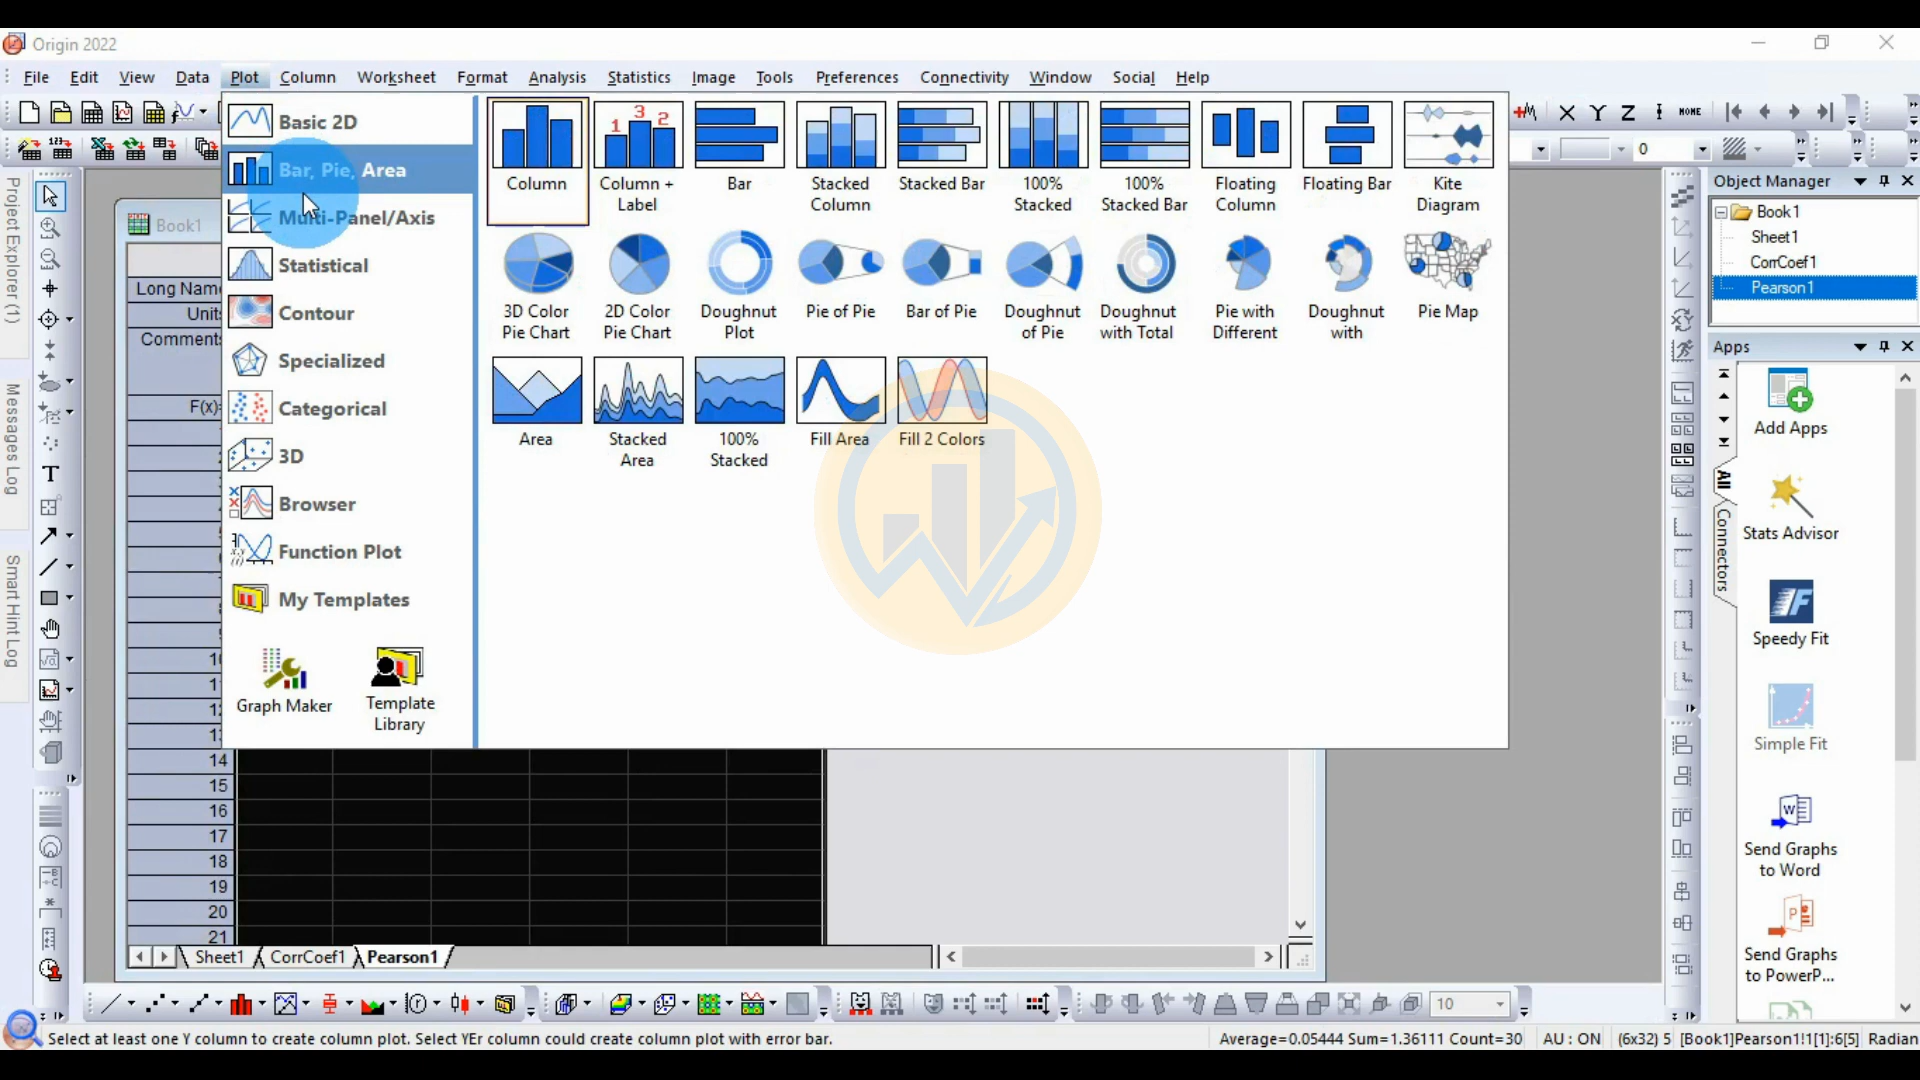 Origin 2022
File Edit View Data Plot Column Worksheet Format Analysis Statistics Image Tools Preferences Connectivity Window Social Help
X Y Z NONE
0
Basic 2D
Bar, Pie, Area
Multi-Panel/Axis
Statistical
Contour
Specialized
Categorical
3D
Browser
Function Plot
My Templates
Graph Maker
Template
Library
1 3 2
Column
Column +
Label
Bar
Stacked
Column
Stacked Bar
100%
Stacked
100%
Stacked Bar
Floating
Column
Floating Bar
Kite
Diagram
3D Color
Pie Chart
2D Color
Pie Chart
Doughnut
Plot
Pie of Pie
Bar of Pie
Doughnut
of Pie
Doughnut
with Total
Pie with
Different
Doughnut
with
Pie Map
Area
Stacked
Area
100%
Stacked
Fill Area
Fill 2 Colors
Project Explorer (1)
Messages Log
Smart Hint Log
T
Book1
Long Name
Units
Comments
F(x)=
14
15
16
17
18
19
20
21
Sheet1 CorrCoef1 Pearson1
Object Manager
Book1
Sheet1
CorrCoef1
Pearson1
Apps
All
Connectors
Add Apps
Stats Advisor
Speedy Fit
Simple Fit
Send Graphs
to Word
Send Graphs
to PowerP...
10
Select at least one Y column to create column plot. Select YEr column could create column plot with error bar.
Average=0.05444 Sum=1.36111 Count=30 AU : ON (6x32) 5 [Book1]Pearson1!1[1]:6[5] Radian